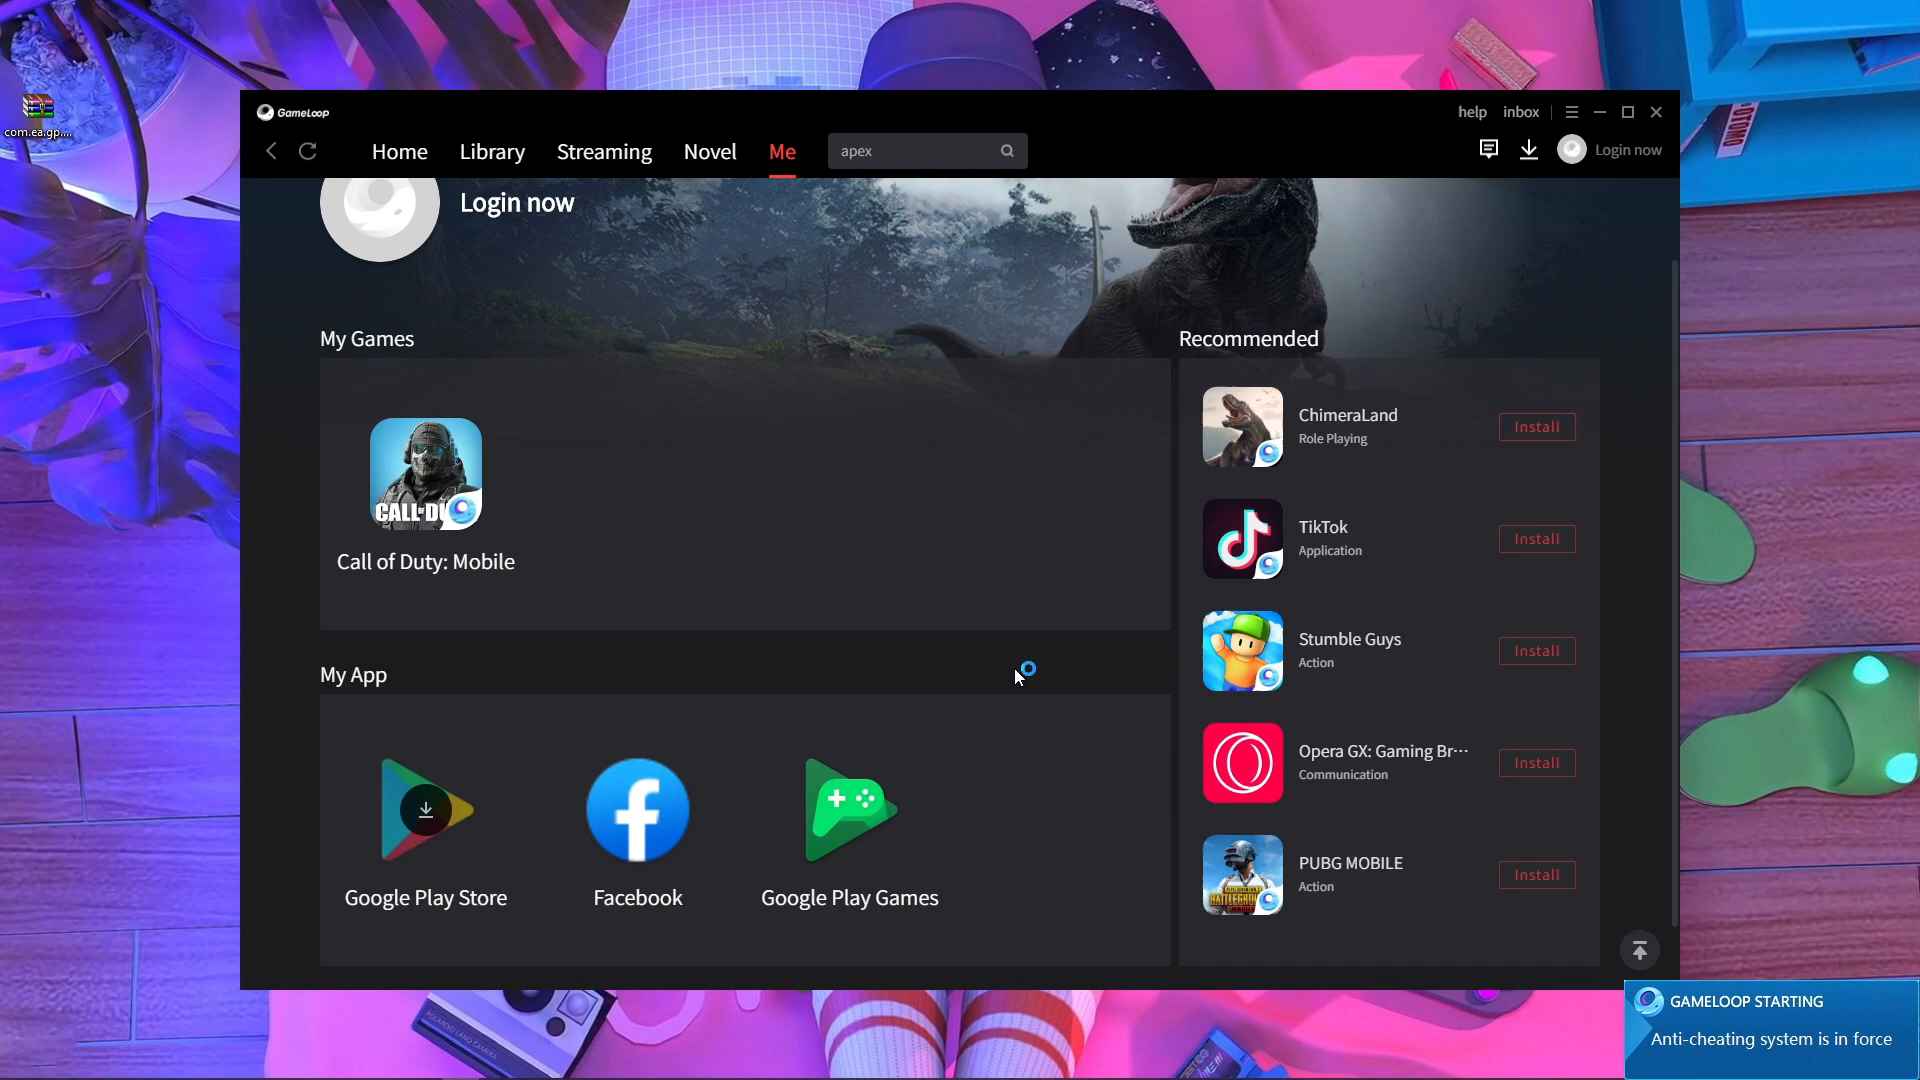 com.ea.gp....
GameLoop
help
inbox
Home
Library
Streaming
Novel
Me
apex
Login now
Login now
My Games
Call of Duty: Mobile
Recommended
ChimeraLand
Role Playing
Install
TikTok
Application
Install
Stumble Guys
Action
Install
Opera GX: Gaming Br···
Communication
Install
PUBG MOBILE
Action
Install
My App
Google Play Store
Facebook
Google Play Games
POLAROID LAND CAMERA
GAMELOOP STARTING
Anti-cheating system is in force